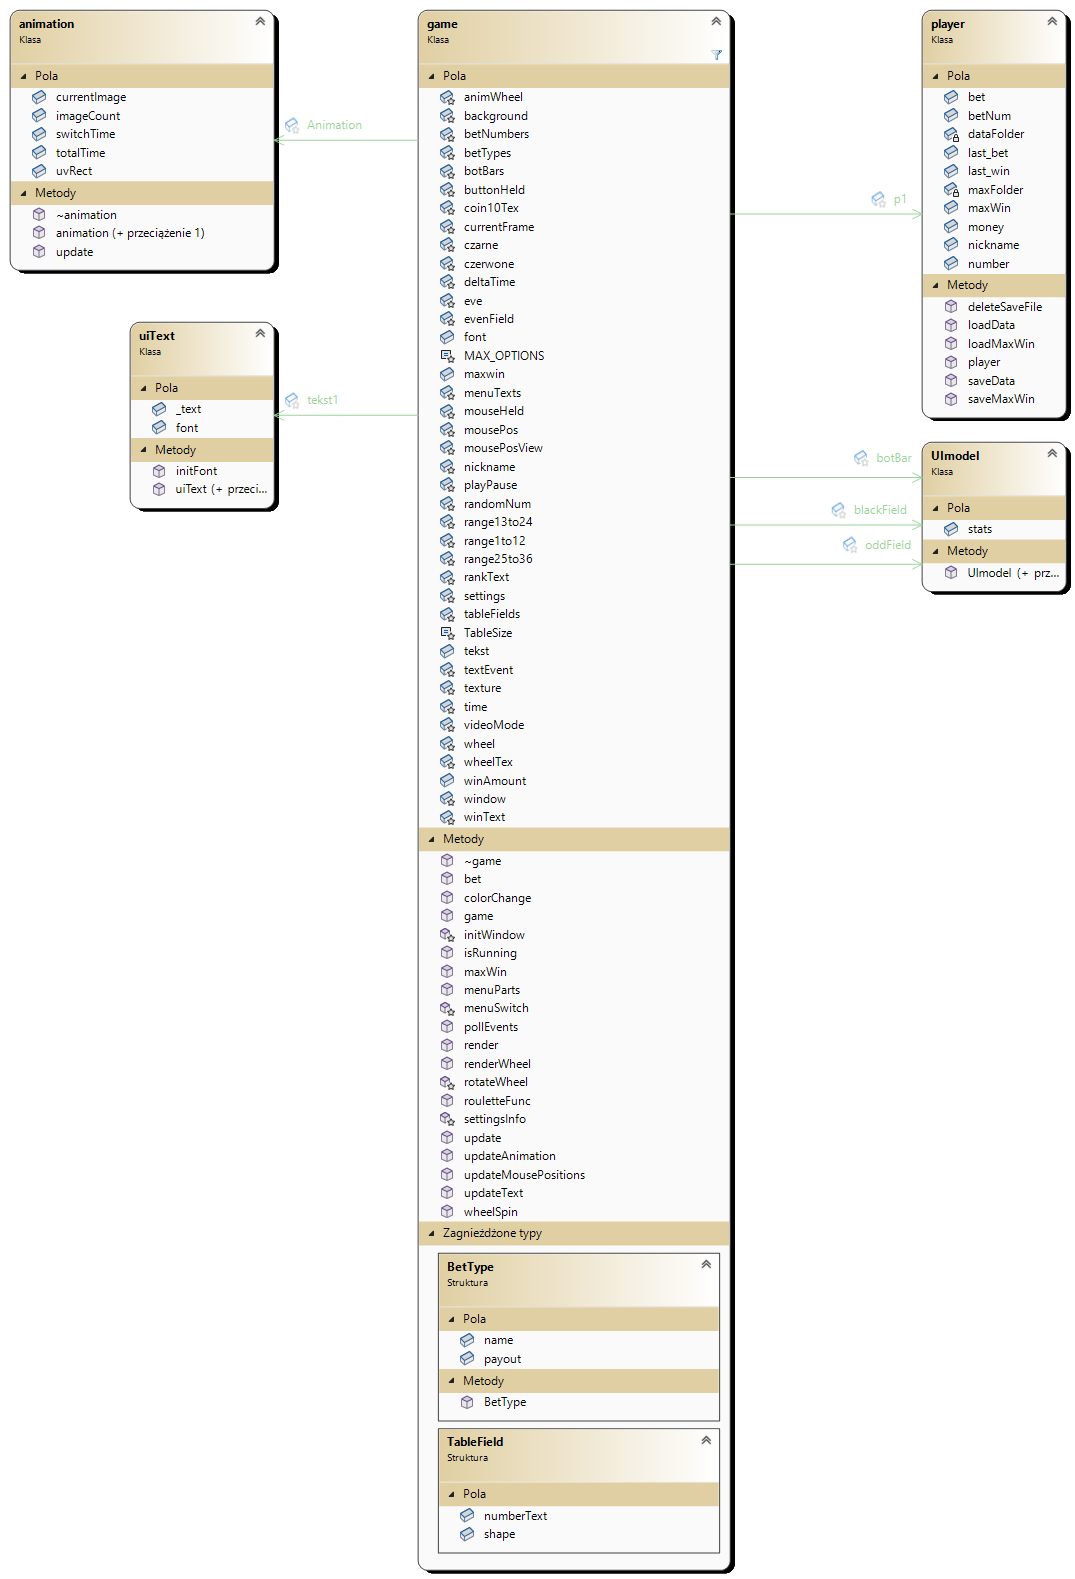 animation
Klasa
Pola
currentImage
imageCount
switchTime
totalTime
uvRect
Metody
~animation
animation (+ przeciążenie 1)
update
Animation
uiText
Klasa
Pola
_text
font
Metody
initFont
uiText (+ przeci...
tekst1
game
Klasa
Pola
animWheel
background
betNumbers
betTypes
botBars
buttonHeld
coin10Tex
currentFrame
czarne
czerwone
deltaTime
eve
evenField
font
MAX_OPTIONS
maxwin
menuTexts
mouseHeld
mousePos
mousePosView
nickname
playPause
randomNum
range13to24
range1to12
range25to36
rankText
settings
tableFields
TableSize
tekst
textEvent
texture
time
videoMode
wheel
wheelTex
winAmount
window
winText
Metody
~game
bet
colorChange
game
initWindow
isRunning
maxWin
menuParts
menuSwitch
pollEvents
render
renderWheel
rotateWheel
rouletteFunc
settingsInfo
update
updateAnimation
updateMousePositions
updateText
wheelSpin
Zagnieżdżone typy
BetType
Struktura
Pola
name
payout
Metody
BetType
TableField
Struktura
Pola
numberText
shape
p1
player
Klasa
Pola
bet
betNum
dataFolder
last_bet
last_win
maxFolder
maxWin
money
nickname
number
Metody
deleteSaveFile
loadData
loadMaxWin
player
saveData
saveMaxWin
botBar
blackField
oddField
UImodel
Klasa
Pola
stats
Metody
UImodel (+ prz...